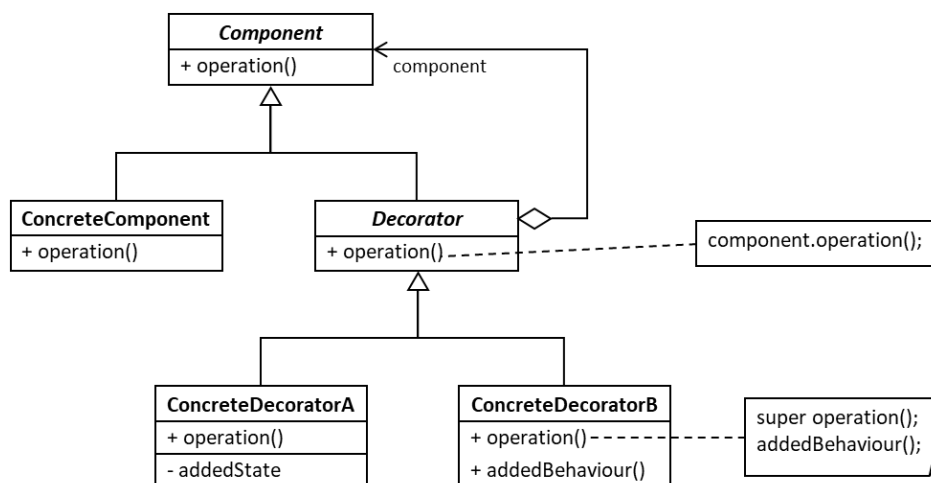 Component
+ operation()
component
ConcreteComponent
+ operation()
Decorator
+ operation()
component.operation();
ConcreteDecoratorA
+ operation()
- addedState
ConcreteDecoratorB
+ operation()
+ addedBehaviour()
super operation();
addedBehaviour();